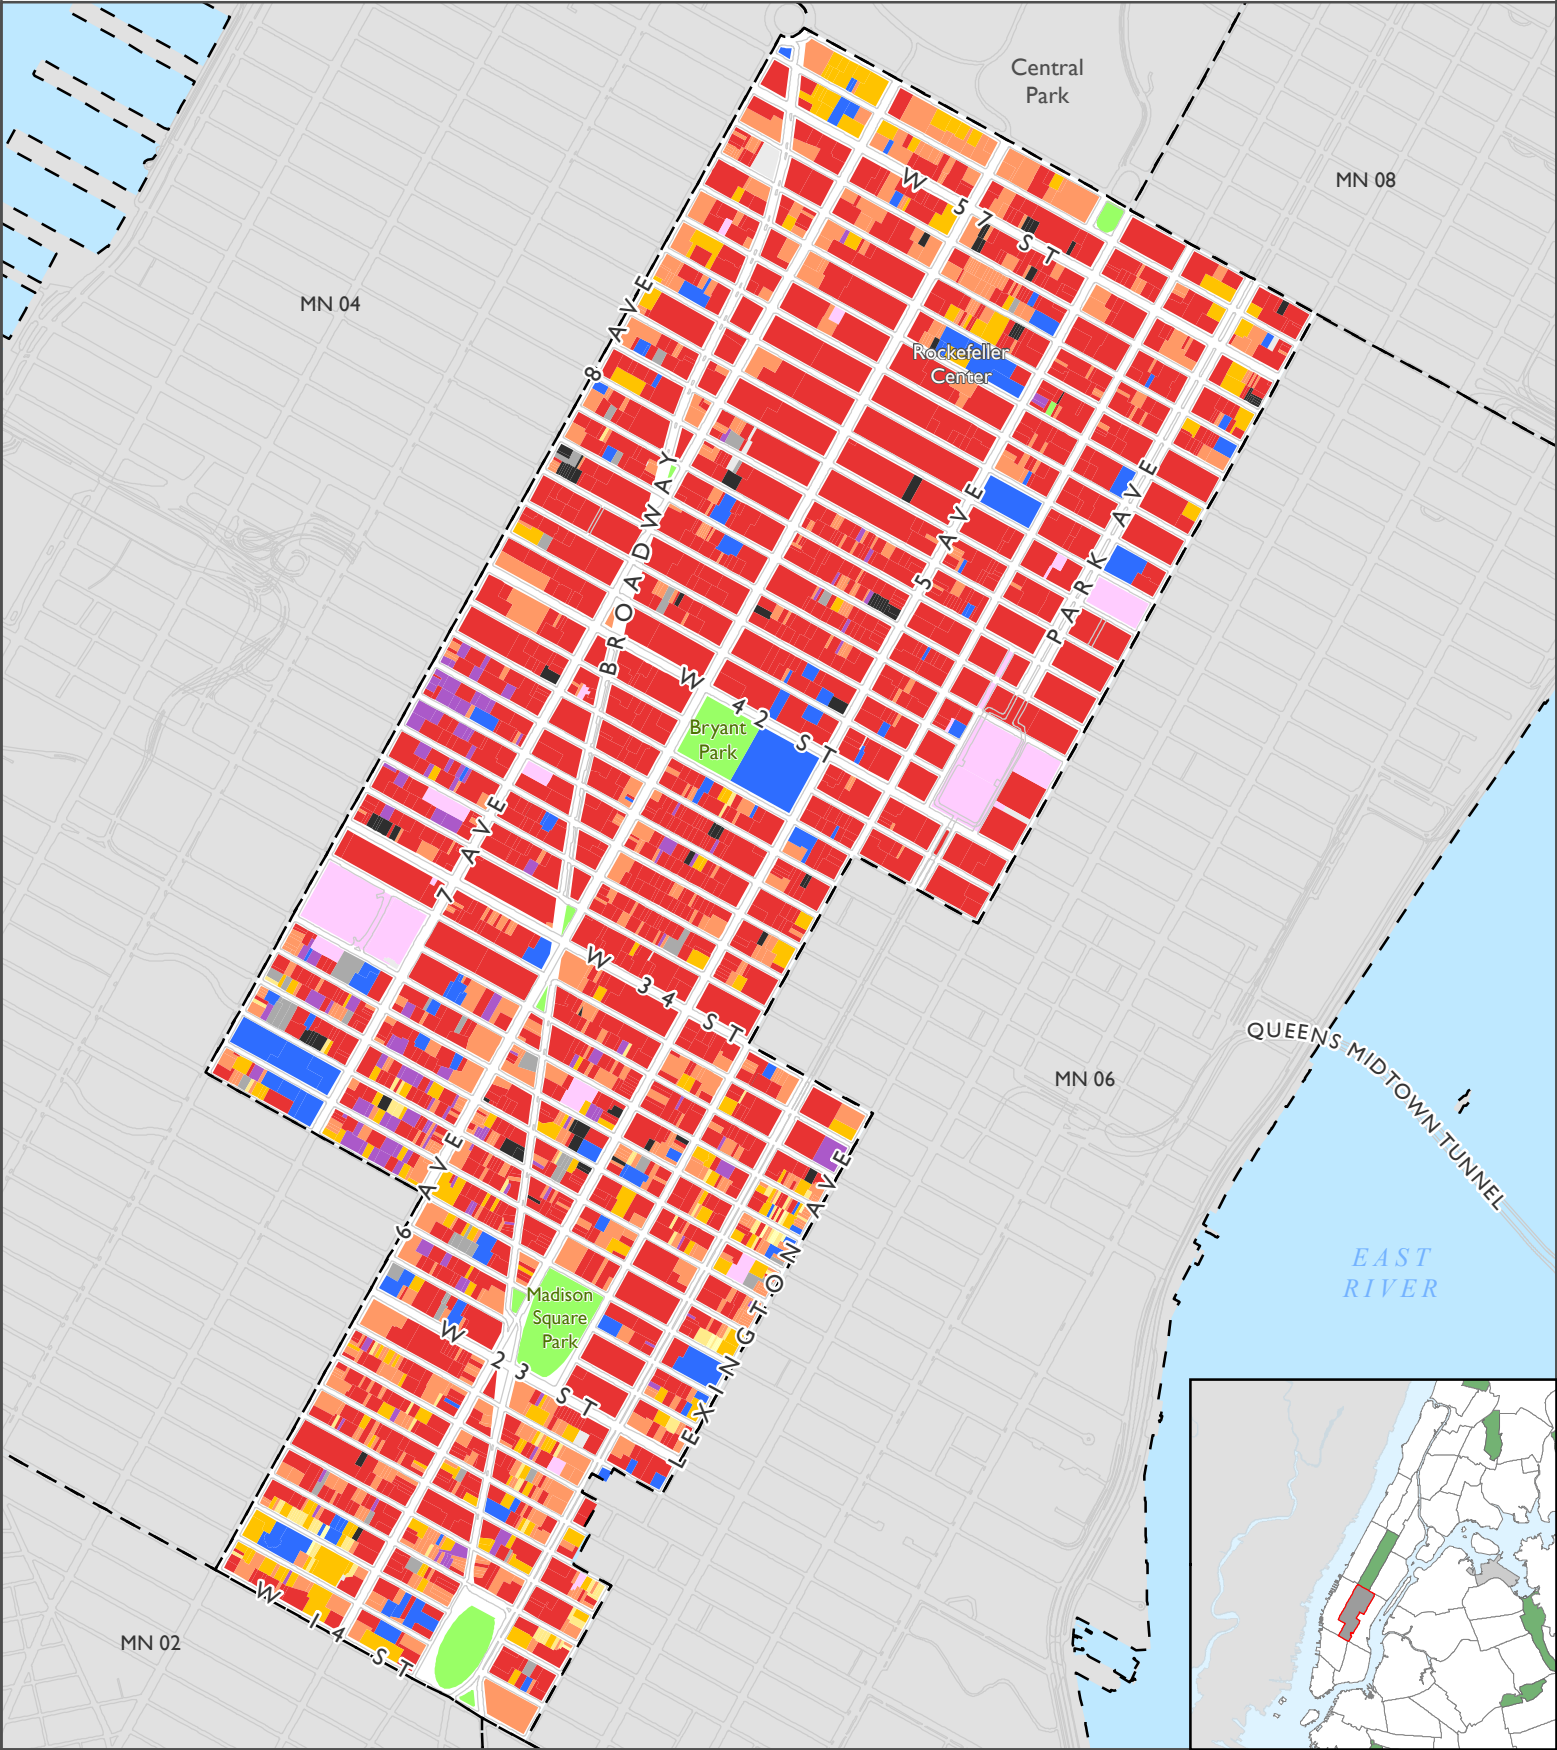 Central
Park
MN 08
W 57 ST
MN 04
8 AVE
Rockefeller
Center
BROADWAY
5 AVE
PARK AVE
W 42 ST
Bryant
Park
7 AVE
W 34 ST
QUEENS MIDTOWN TUNNEL
MN 06
6 AVE
LEXINGTON AVE
EAST
RIVER
Madison
Square
Park
W 23 ST
W 14 ST
MN 02